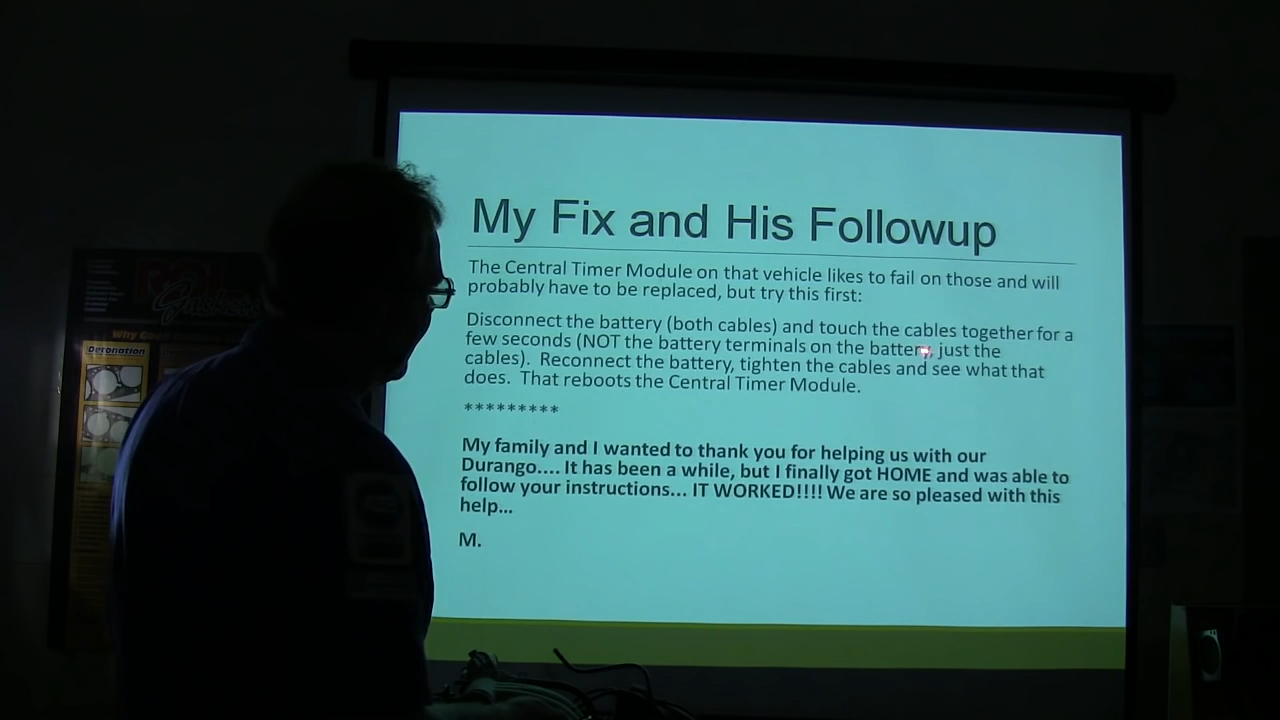 My Fix and His Followup
The Central Timer Module on that vehicle likes to fail on those and will
probably have to be replaced, but try this first:
Disconnect the battery (both cables) and touch the cables together for a
few seconds (NOT the battery terminals on the battery, just the
cables). Reconnect the battery, tighten the cables and see what that
does. That reboots the Central Timer Module.
*********
My family and I wanted to thank you for helping us with our
Durango.... It has been a while, but I finally got HOME and was able to
follow your instructions... IT WORKED!!!! We are so pleased with this
help...
M.
Gaskets
Why
Detonation